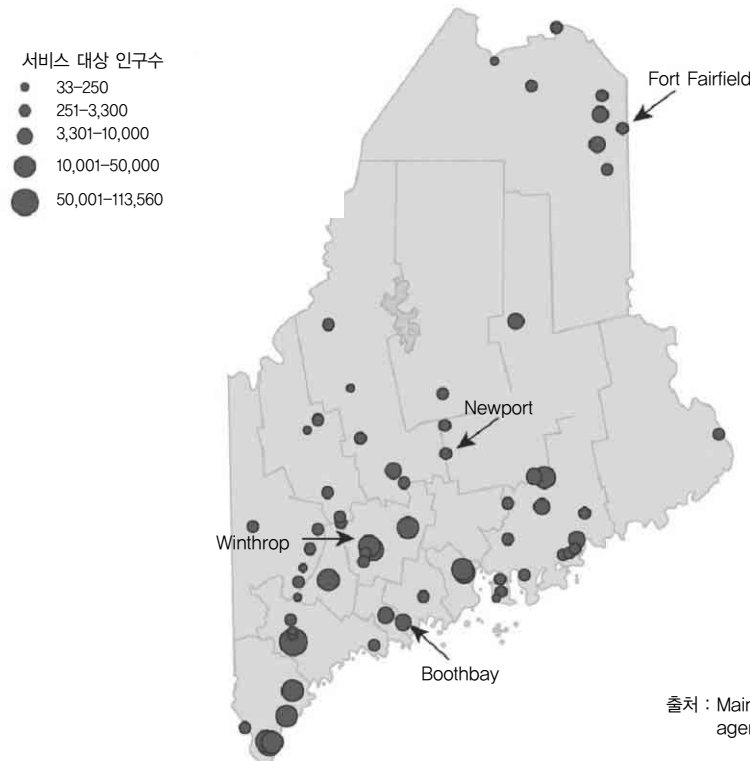 서비스 대상 인구수
33–250
251–3,300
3,301–10,000
10,001–50,000
50,001–113,560
Fort Fairfield
Newport
Winthrop
Boothbay
출처 : Mair
ager